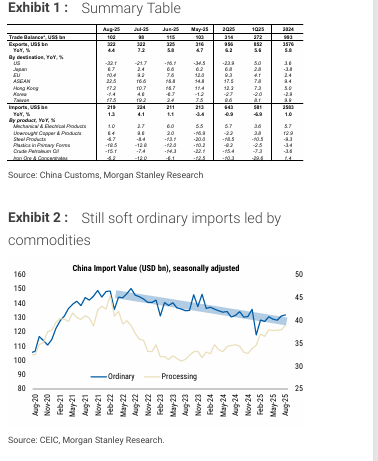 Exhibit 1 : Summary Table
Aug-25 Jul-25 Jun-25 May-25 2Q25 1Q25 2024
Trade Balance*, US$ bn 102 98 115 103 314 272 993
Exports, US$ bn 322 322 325 316 956 852 3576
YoY, % 4.4 7.2 5.8 4.7 6.2 5.6 5.8
By destination, YoY, %
US -33.1 -21.7 -16.1 -34.5 -23.9 5.0 3.6
Japan 6.7 2.4 6.6 6.2 6.8 2.8 -3.8
EU 10.4 9.2 7.6 12.0 9.3 4.1 2.4
ASEAN 22.5 16.6 16.8 14.8 17.5 7.8 9.4
Hong Kong 17.2 10.7 16.7 11.4 12.3 7.3 5.0
Korea -1.4 4.6 -6.7 -1.2 -2.7 -2.0 -2.9
Taiwan 17.5 19.2 3.4 7.5 9.6 8.1 9.8
Imports, US$ bn 219 224 211 213 643 581 2583
YoY, % 1.3 4.1 1.1 -3.4 -0.9 -6.9 1.0
By product, YoY, %
Mechanical & Electrical Products 1.0 2.7 6.0 5.5 5.7 3.6 5.7
Unwrought Copper & Products 6.4 9.6 3.0 -16.9 -2.2 3.8 12.9
Steel Products -4.7 -8.4 -13.1 -20.0 -18.5 -10.5 -9.3
Plastics in Primary Forms -18.5 -12.8 -12.0 -10.2 -8.2 -2.5 -3.4
Crude Oil -15.1 -7.4 -14.3 -22.1 -15.4 -7.3 -3.6
Iron Ore & Concentrates -6.2 -12.0 -6.1 -12.5 -10.3 -29.6 1.4
Source: China Customs, Morgan Stanley Research
Exhibit 2 : Still soft ordinary imports led by
commodities
China Import Value (USD bn), seasonally adjusted
160 50
150 45
140
130 40
120 35
110
100 30
90
80 25
Ordinary Processing
Aug-20 Nov-20 Feb-21 May-21 Aug-21 Nov-21 Feb-22 May-22 Aug-22 Nov-22 Feb-23 May-23 Aug-23 Nov-23 Feb-24 May-24 Aug-24 Nov-24 Feb-25 May-25 Aug-25
Source: CEIC, Morgan Stanley Research.